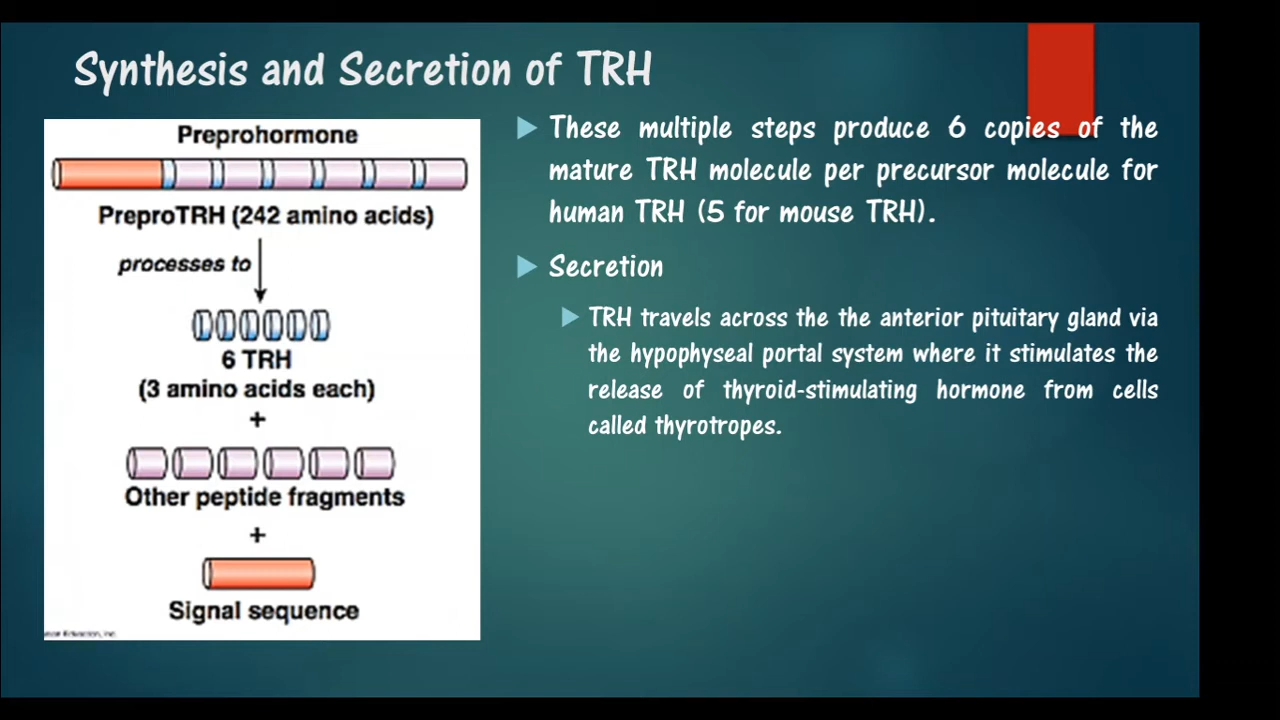 Synthesis and Secretion of TRH
Preprohormone
PreproTRH (242 amino acids)
processes to
6 TRH
(3 amino acids each)
+
Other peptide fragments
+
Signal sequence
Education, Inc.
These multiple steps produce 6 copies of the
mature TRH molecule per precursor molecule for
human TRH (5 for mouse TRH).
Secretion
TRH travels across the the anterior pituitary gland via
the hypophyseal portal system where it stimulates the
release of thyroid-stimulating hormone from cells
called thyrotropes.